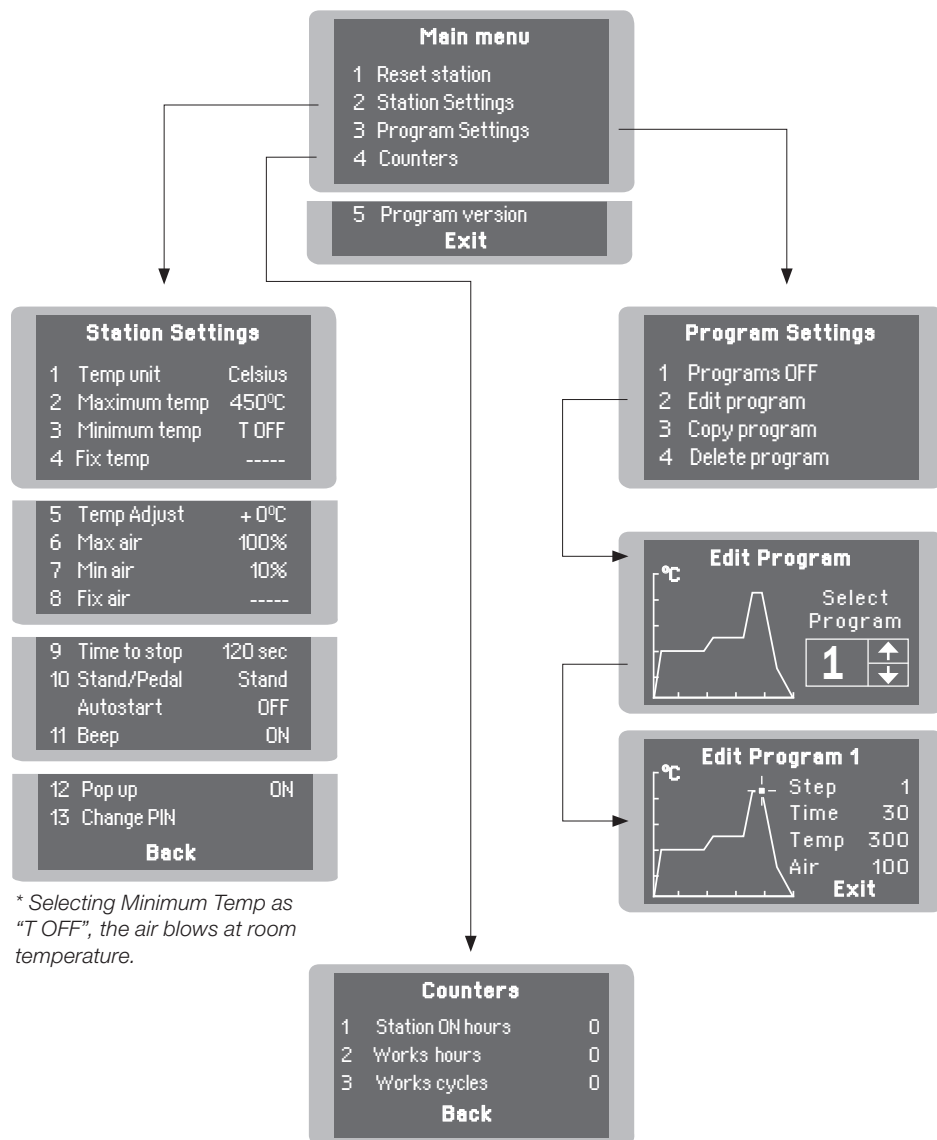 Main menu
1 Reset station
2 Station Settings
3 Program Settings
4 Counters
5 Program version
Exit
Station Settings
1 Temp unit Celsius
2 Maximum temp 450ºC
3 Minimum temp T OFF
4 Fix temp -----
5 Temp Adjust + 0ºC
6 Max air 100%
7 Min air 10%
8 Fix air -----
9 Time to stop 120 sec
10 Stand/Pedal Stand
Autostart OFF
11 Beep ON
12 Pop up ON
13 Change PIN
Back
* Selecting Minimum Temp as
“T OFF”, the air blows at room
temperature.
Program Settings
1 Programs OFF
2 Edit program
3 Copy program
4 Delete program
Edit Program
ºC
Select
Program
1
Edit Program 1
ºC
Step 1
Time 30
Temp 300
Air 100
Exit
Counters
1 Station ON hours 0
2 Works hours 0
3 Works cycles 0
Back